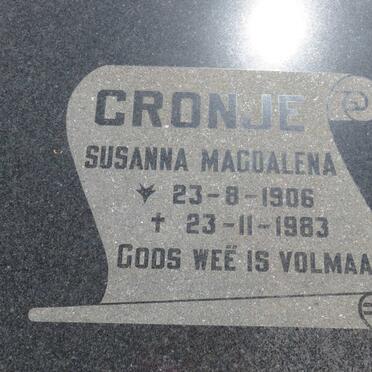 CRONJE
SUSANNA MAGDALENA
23-8-1906
† 23-11-1983
GODS WEË IS VOLMAA